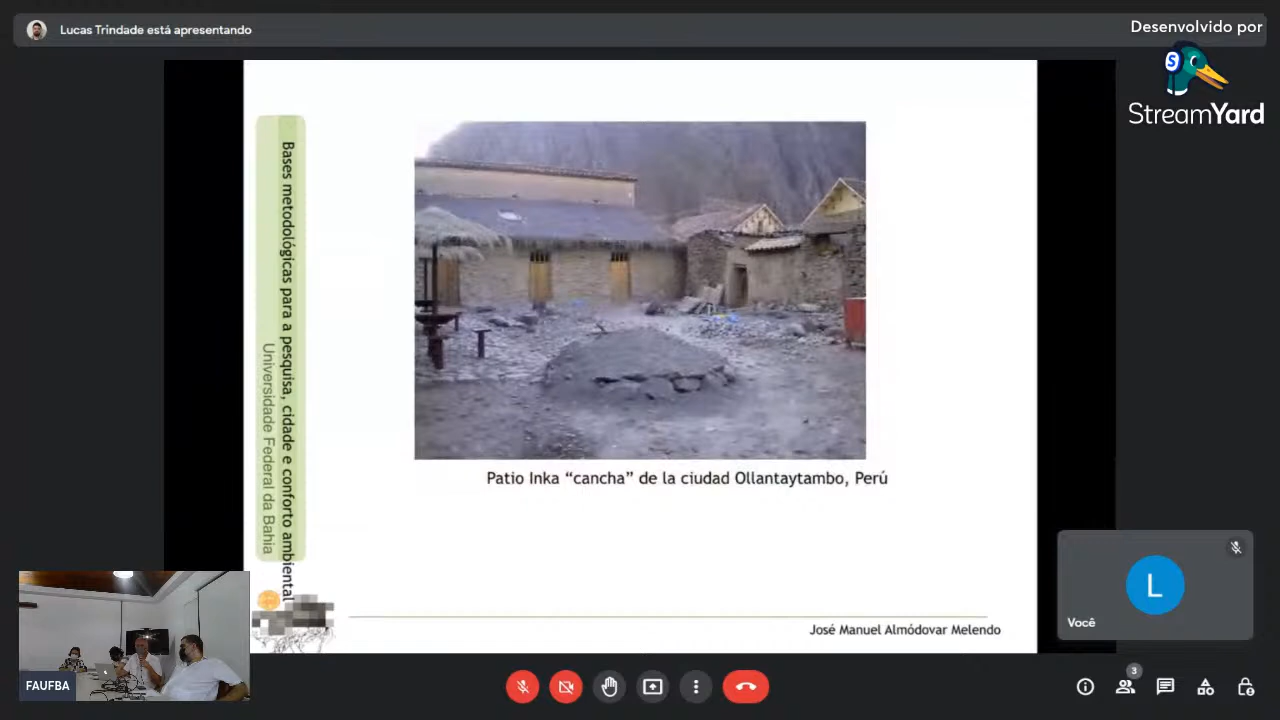 Lucas Trindade está apresentando
Desenvolvido por
S
StreamYard
Bases metodológicas para a pesquisa, cidade e conforto ambiental
Universidade Federal da Bahia
Patio Inka “cancha” de la ciudad Ollantaytambo, Perú
L
Você
José Manuel Almódovar Melendo
FAUFBA
3